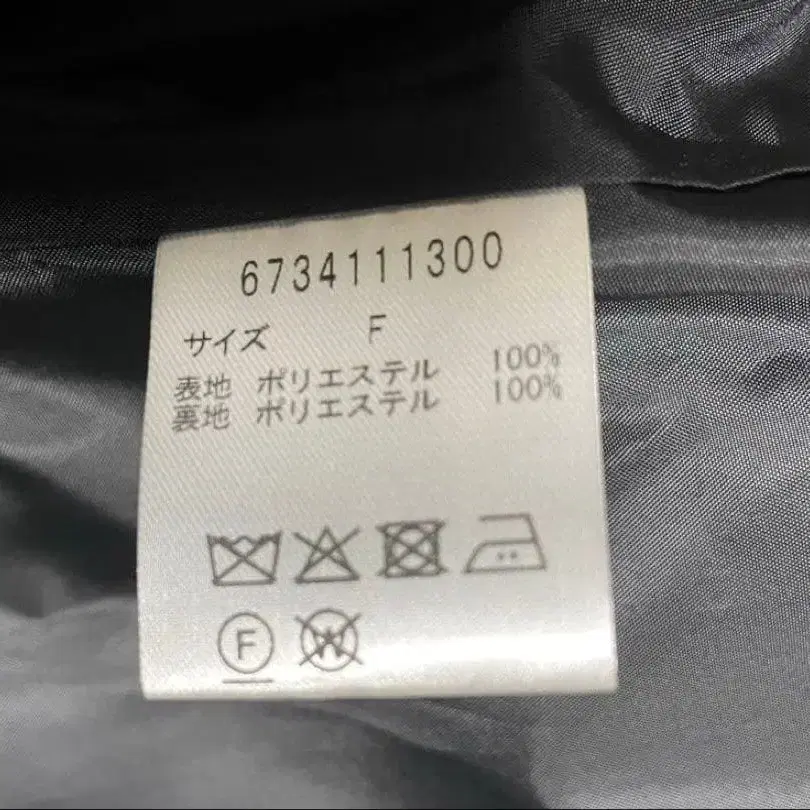 6734111300
サイズ F
表地 ポリエステル 100%
裏地 ポリエステル 100%
F W